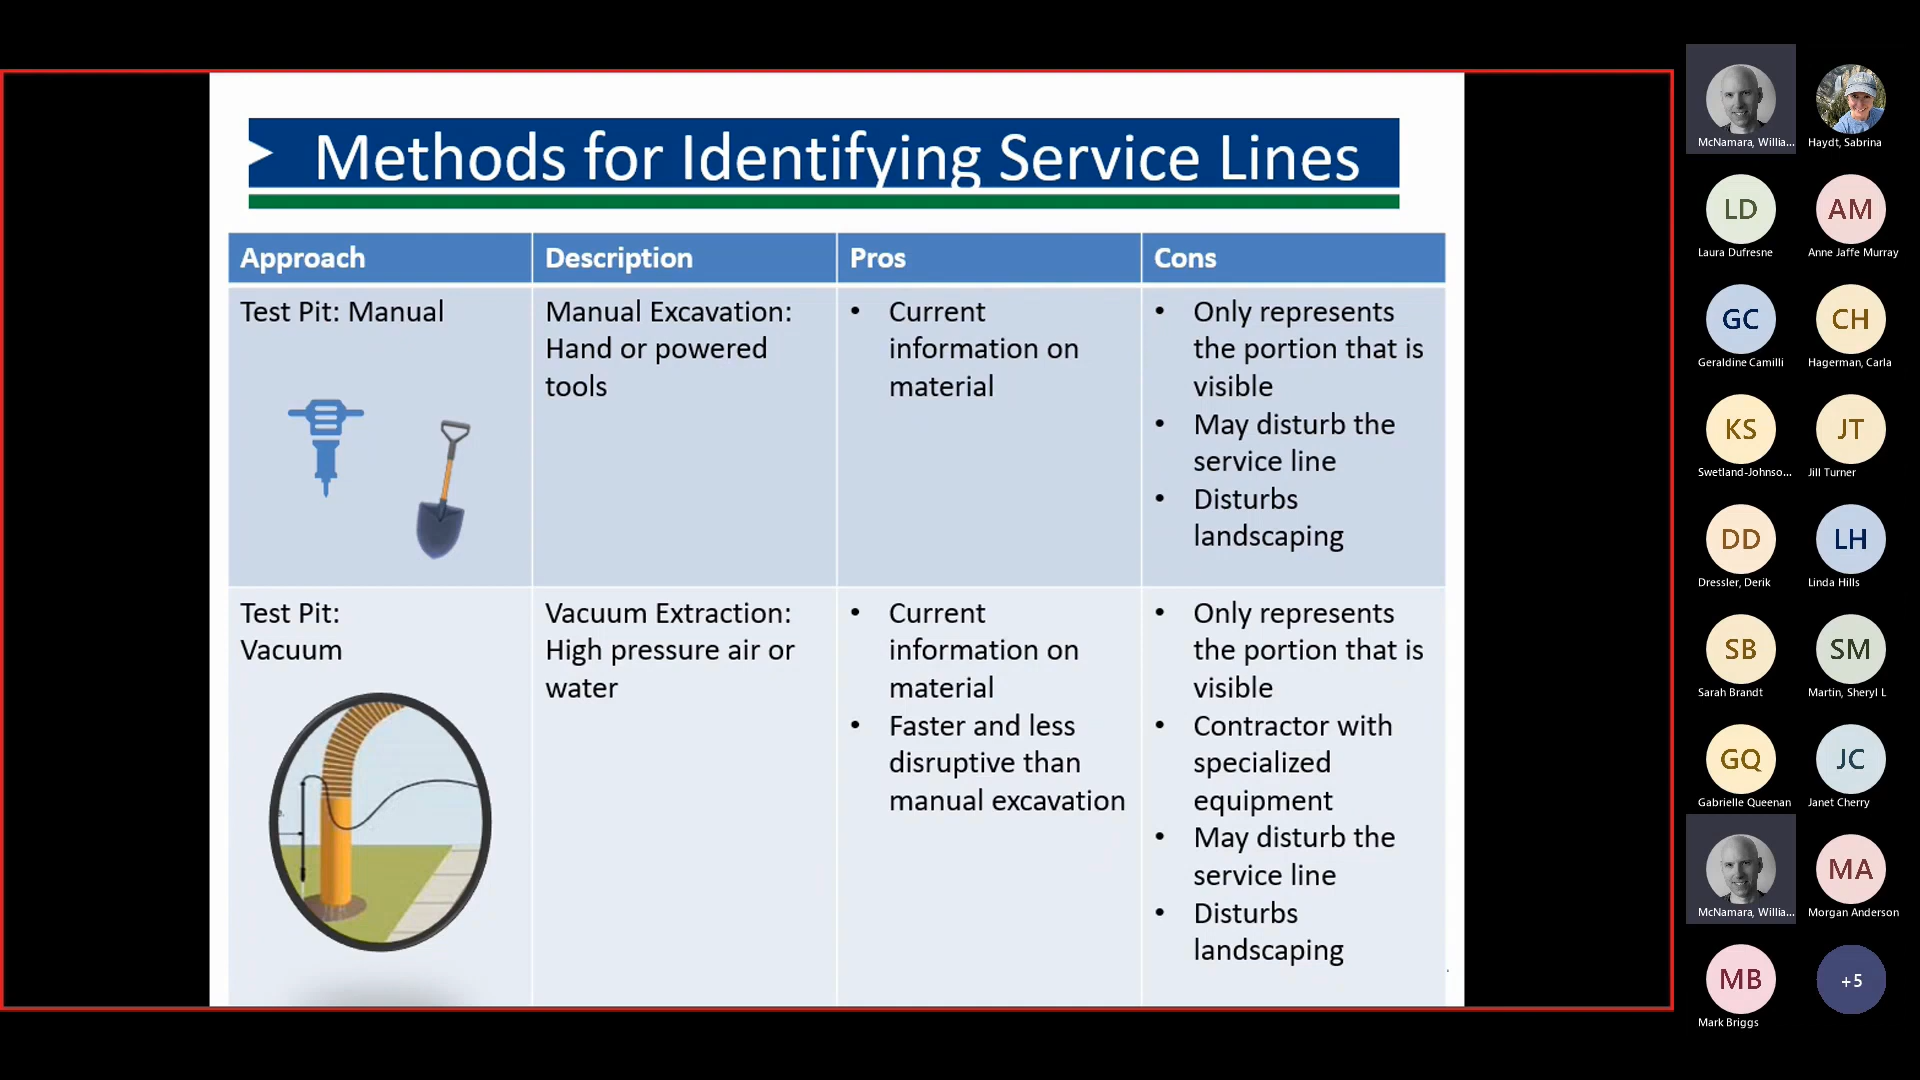 Methods for Identifying Service Lines
Approach
Description
Pros
Cons
Test Pit: Manual
Manual Excavation:
Hand or powered
tools
• Current
information on
material
• Only represents
the portion that is
visible
• May disturb the
service line
• Disturbs
landscaping
Test Pit:
Vacuum
Vacuum Extraction:
High pressure air or
water
• Current
information on
material
• Faster and less
disruptive than
manual excavation
• Only represents
the portion that is
visible
• Contractor with
specialized
equipment
• May disturb the
service line
• Disturbs
landscaping
McNamara, Willia...
Haydt, Sabrina
LD
AM
Laura Dufresne
Anne Jaffe Murray
GC
CH
Geraldine Camilli
Hagerman, Carla
KS
JT
Swetland-Johnso...
Jill Turner
DD
LH
Dressler, Derik
Linda Hills
SB
SM
Sarah Brandt
Martin, Sheryl L
GQ
JC
Gabrielle Queenan
Janet Cherry
MA
McNamara, Willia...
Morgan Anderson
MB
+5
Mark Briggs